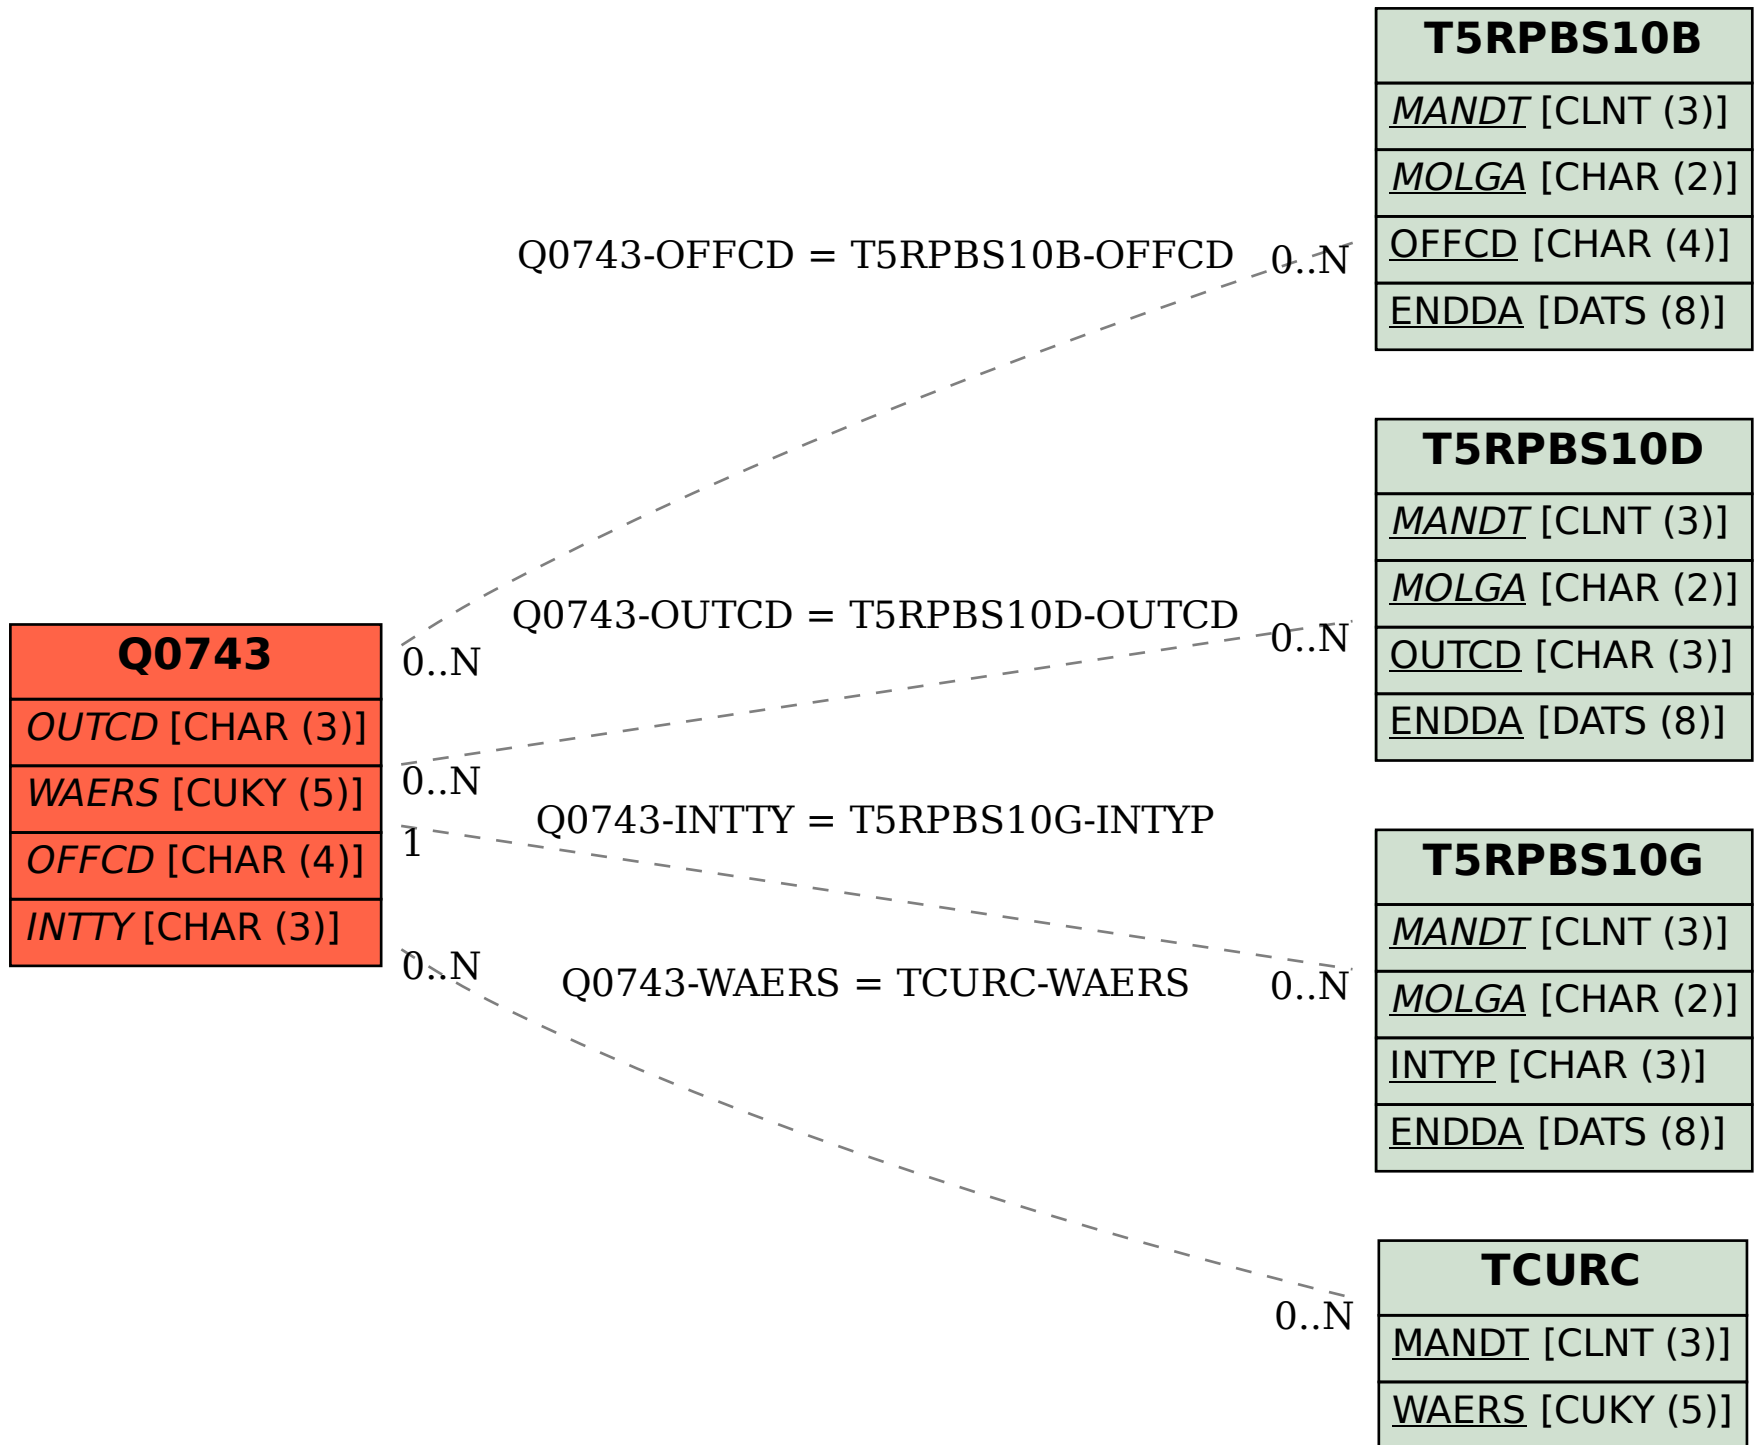 T5RPBS10B
MANDT [CLNT (3)]
MOLGA [CHAR (2)]
OFFCD [CHAR (4)]
ENDDA [DATS (8)]
Q0743-OFFCD = T5RPBS10B-OFFCD
0..N
0..N
T5RPBS10D
MANDT [CLNT (3)]
MOLGA [CHAR (2)]
OUTCD [CHAR (3)]
ENDDA [DATS (8)]
Q0743-OUTCD = T5RPBS10D-OUTCD
0..N
0..N
Q0743
OUTCD [CHAR (3)]
WAERS [CUKY (5)]
OFFCD [CHAR (4)]
INTTY [CHAR (3)]
Q0743-INTTY = T5RPBS10G-INTYP
1
0..N
T5RPBS10G
MANDT [CLNT (3)]
MOLGA [CHAR (2)]
INTYP [CHAR (3)]
ENDDA [DATS (8)]
0..N
Q0743-WAERS = TCURC-WAERS
0..N
TCURC
MANDT [CLNT (3)]
WAERS [CUKY (5)]